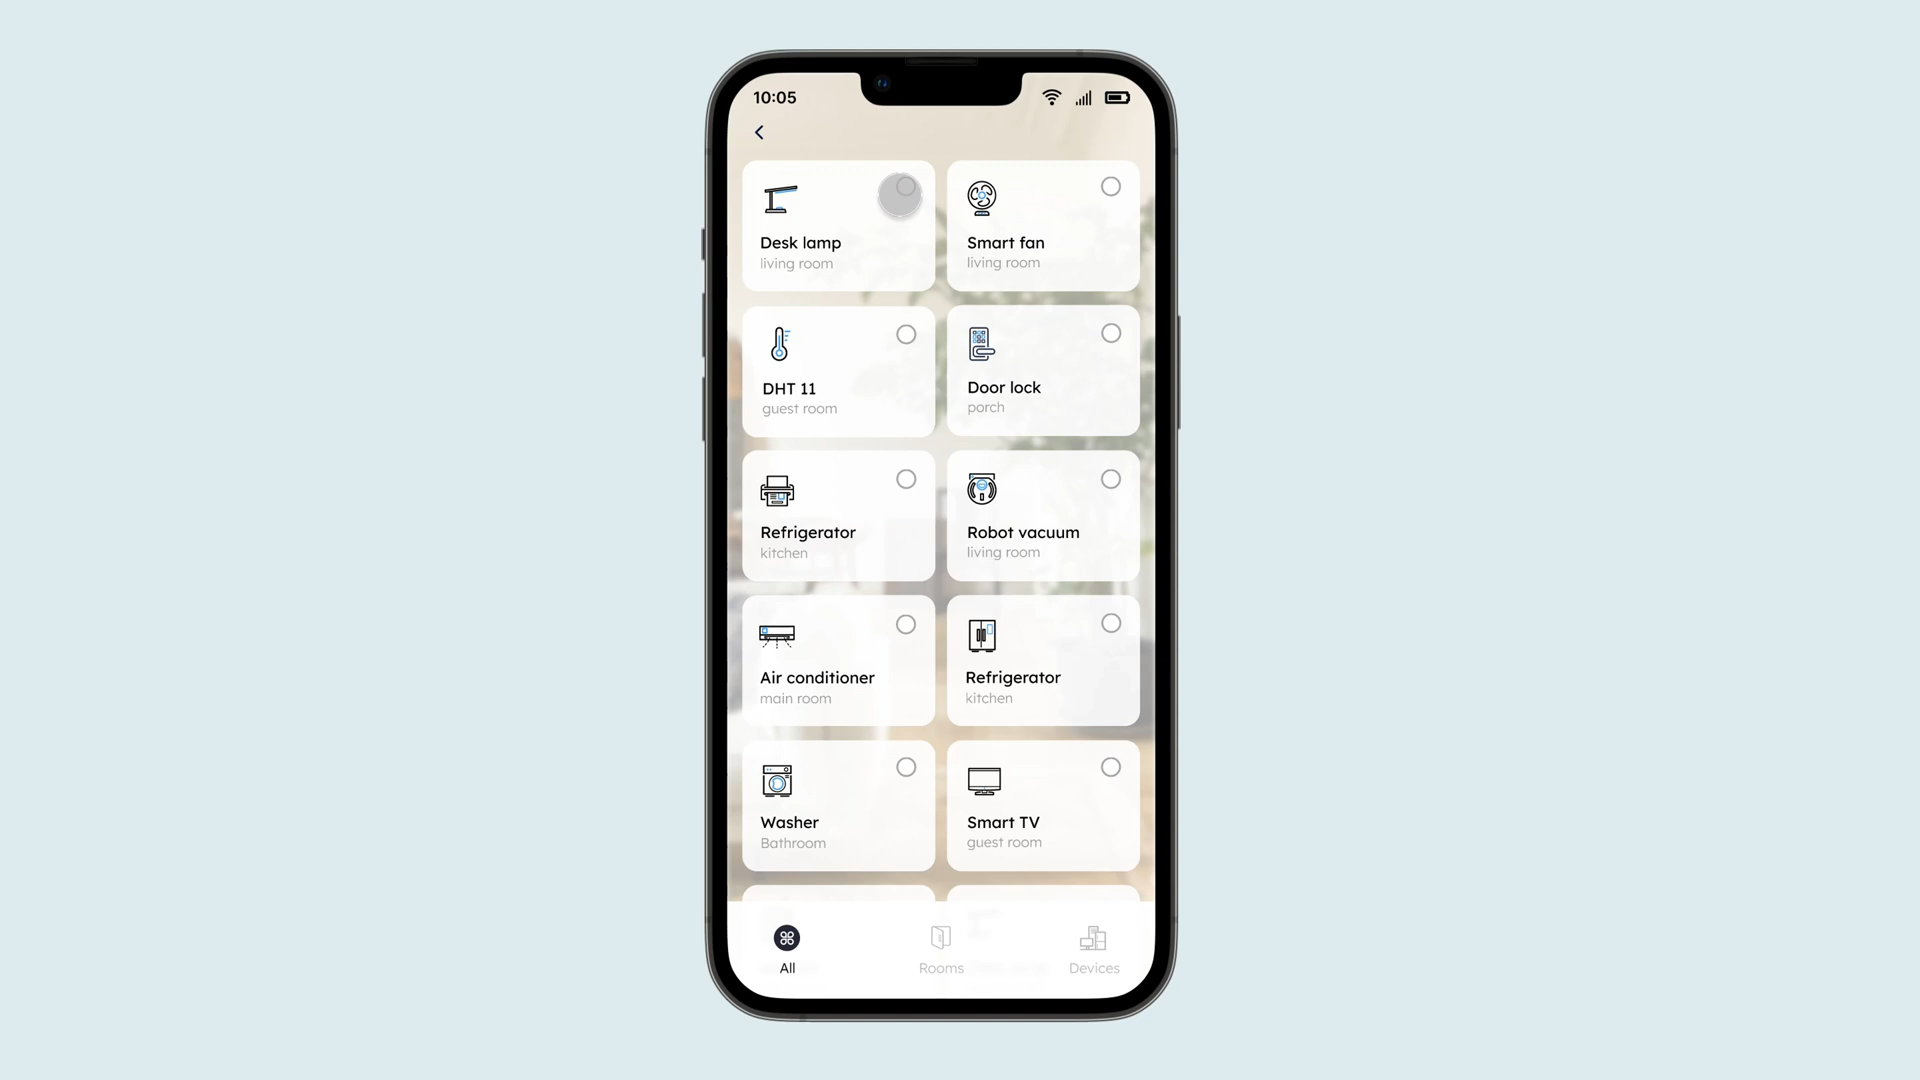 10:05
Desk lamp
living room
Smart fan
living room
DHT 11
guest room
Door lock
porch
Refrigerator
kitchen
Robot vacuum
living room
Air conditioner
main room
Refrigerator
kitchen
Washer
Bathroom
Smart TV
guest room
All
Rooms
Devices